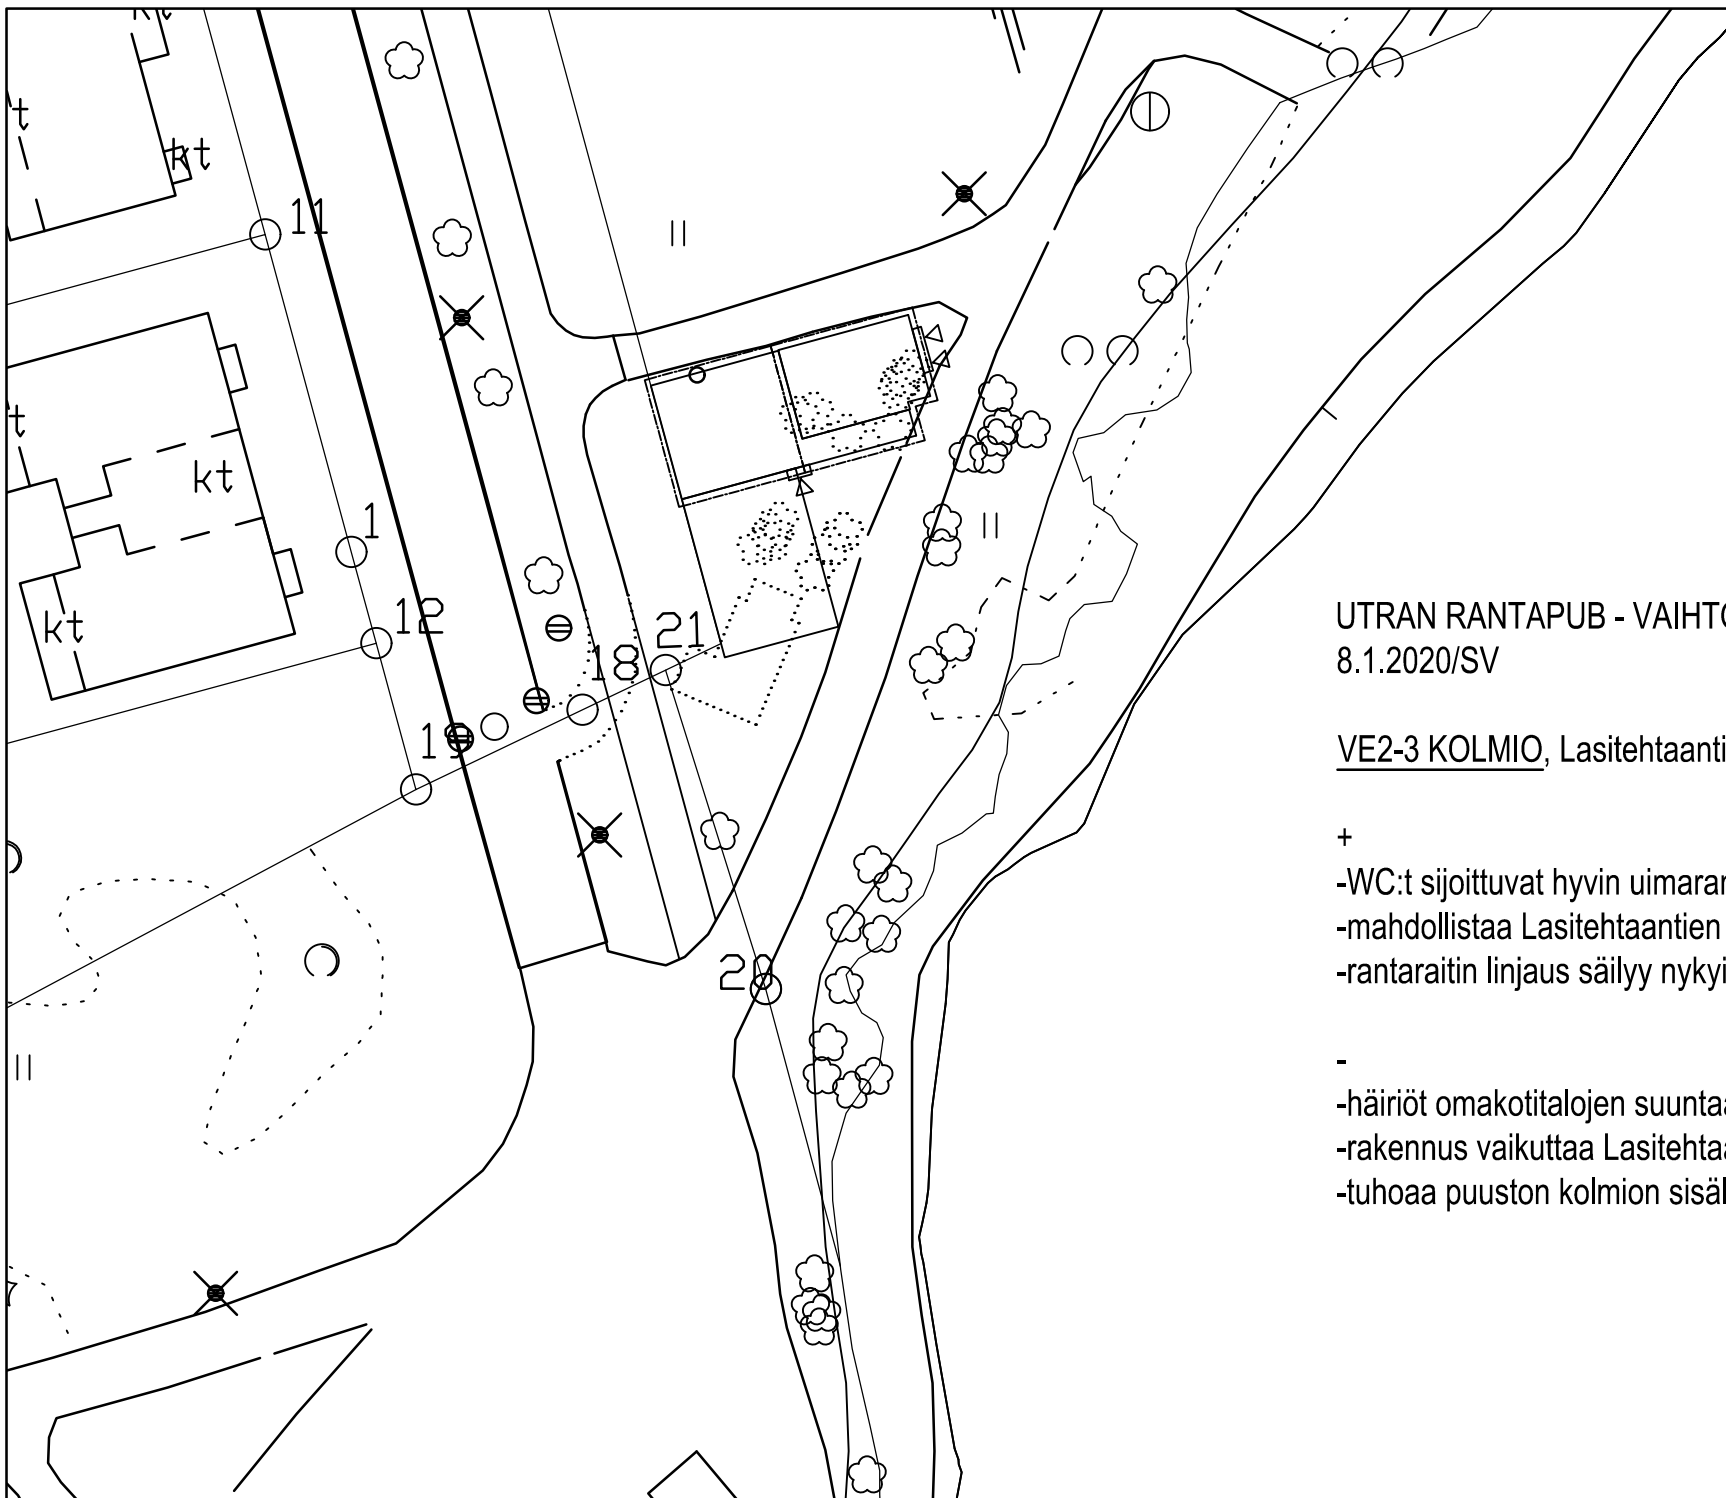 kt
t
kt
11
kt
t
1
12
kt
21
18
19
20
UTRAN RANTAPUB - VAIHTO
8.1.2020/SV
VE2-3 KOLMIO, Lasitehtaanti
+
-WC:t sijoittuvat hyvin uimaran
-mahdollistaa Lasitehtaantien
-rantaraitin linjaus säilyy nykyi
-
-häiriöt omakotitalojen suuntaa
-rakennus vaikuttaa Lasitehtaa
-tuhoaa puuston kolmion sisäl